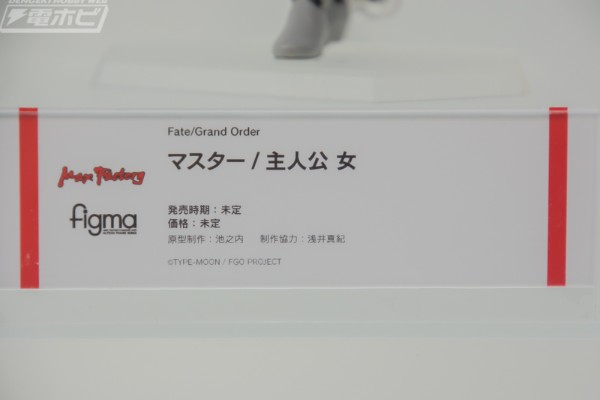 電ホビ
Fate/Grand Order
マスター / 主人公 女
Max Factory
figma
発売時期：未定
価格：未定
原型制作：池之内 制作協力：浅井真紀
©TYPE-MOON / FGO PROJECT